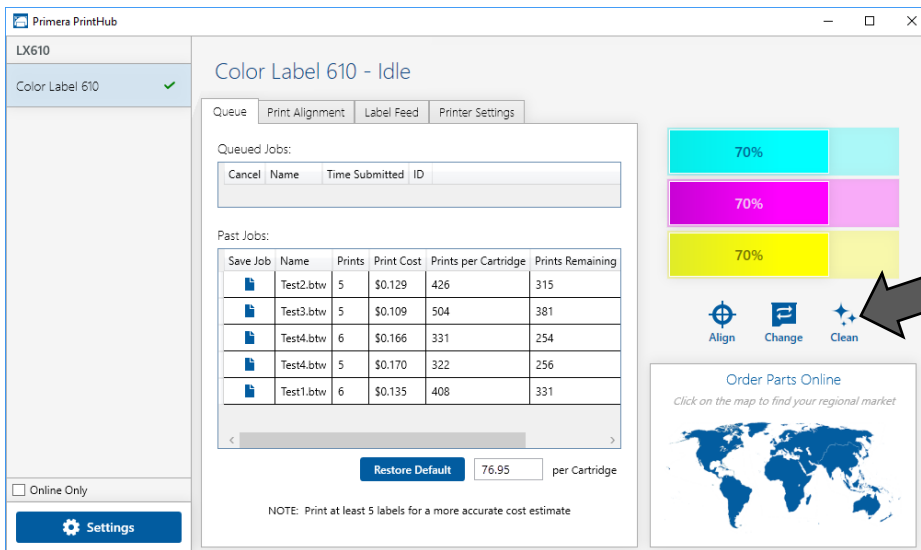 Primera PrintHub
LX610
Color Label 610
Color Label 610 - Idle
Queue Print Alignment Label Feed Printer Settings
Queued Jobs:
Cancel Name Time Submitted ID
Past Jobs:
Save Job Name Prints Print Cost Prints per Cartridge Prints Remaining
Test2.btw 5 $0.129 426 315
Test3.btw 5 $0.109 504 381
Test4.btw 6 $0.166 331 254
Test4.btw 5 $0.170 322 256
Test1.btw 6 $0.135 408 331
Restore Default 76.95 per Cartridge
NOTE: Print at least 5 labels for a more accurate cost estimate
70%
70%
70%
Align Change Clean
Order Parts Online
Click on the map to find your regional market
Online Only
Settings